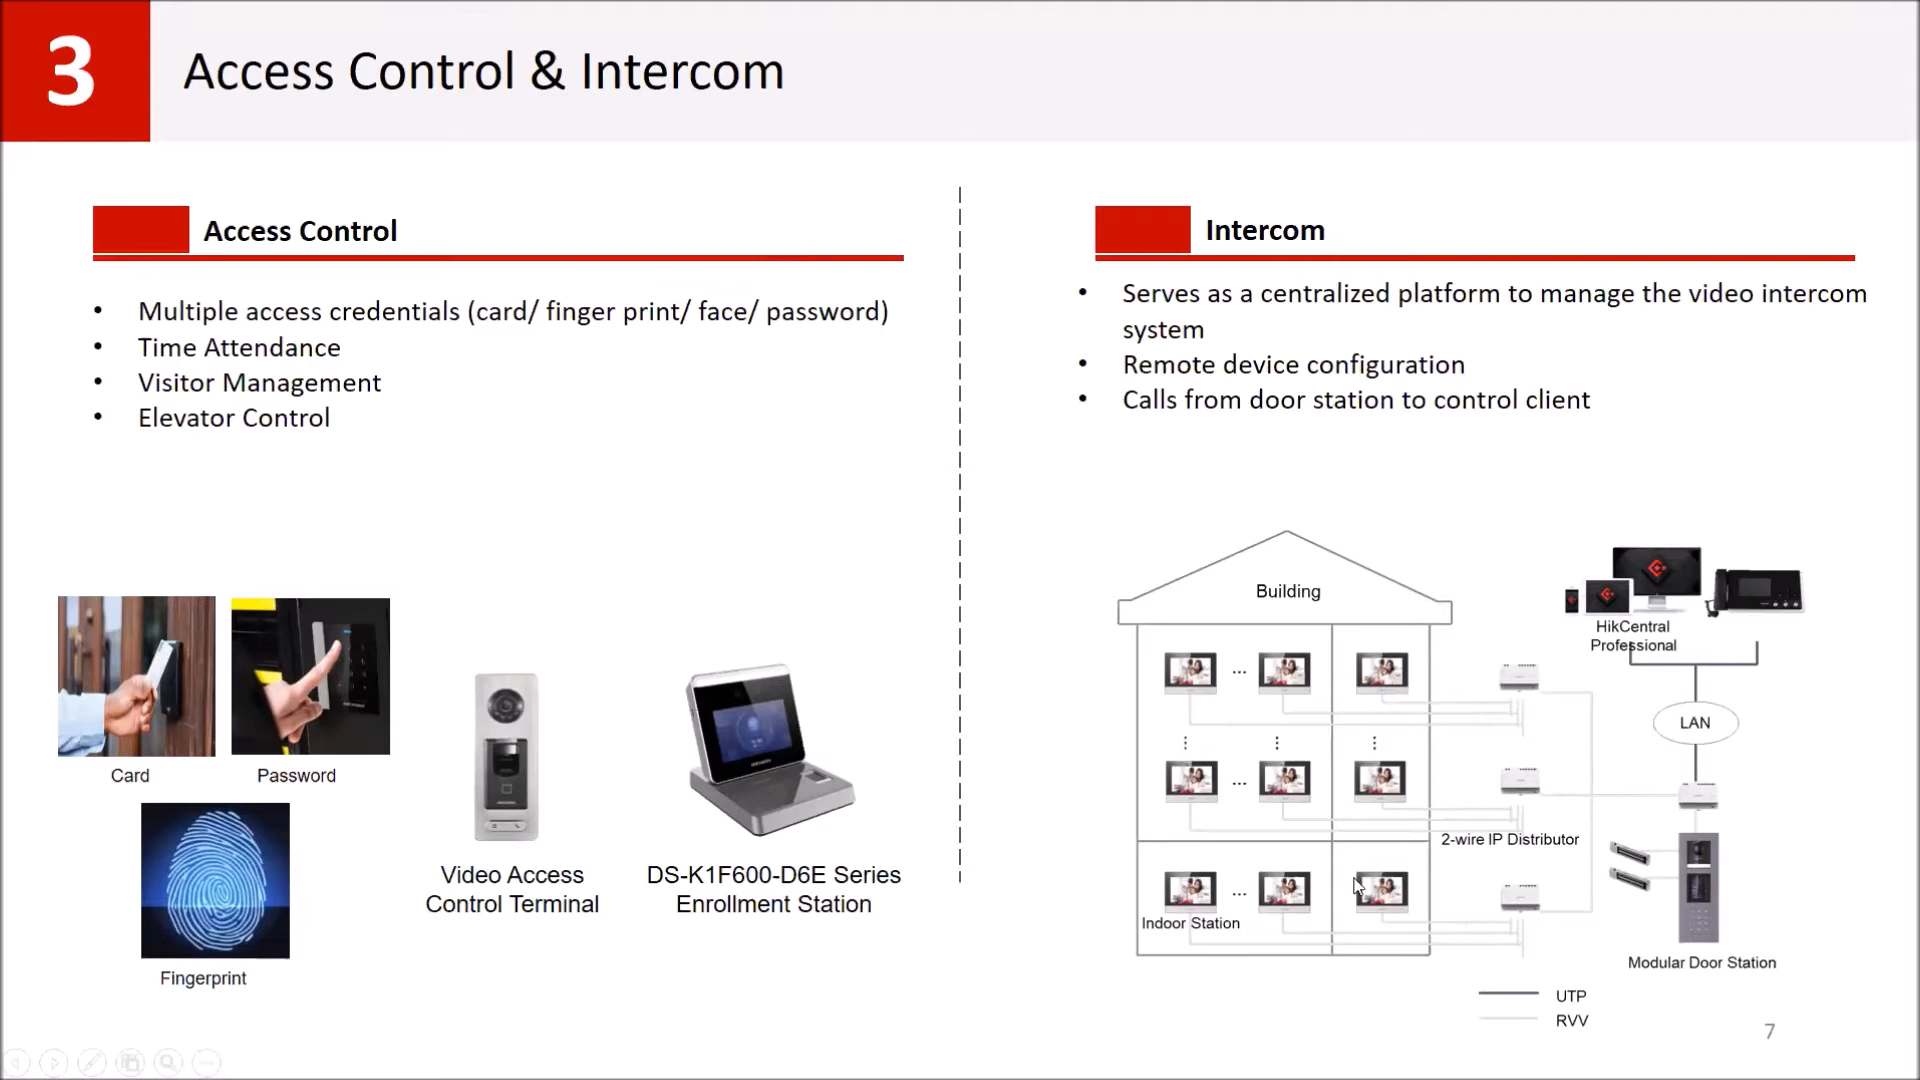 3
Access Control & Intercom
Access Control
• Multiple access credentials (card/ finger print/ face/ password)
• Time Attendance
• Visitor Management
• Elevator Control
Card
Password
Fingerprint
Video Access
Control Terminal
DS-K1F600-D6E Series
Enrollment Station
Intercom
• Serves as a centralized platform to manage the video intercom
system
• Remote device configuration
• Calls from door station to control client
Building
HikCentral
Professional
LAN
2-wire IP Distributor
Indoor Station
Modular Door Station
UTP
RVV
7